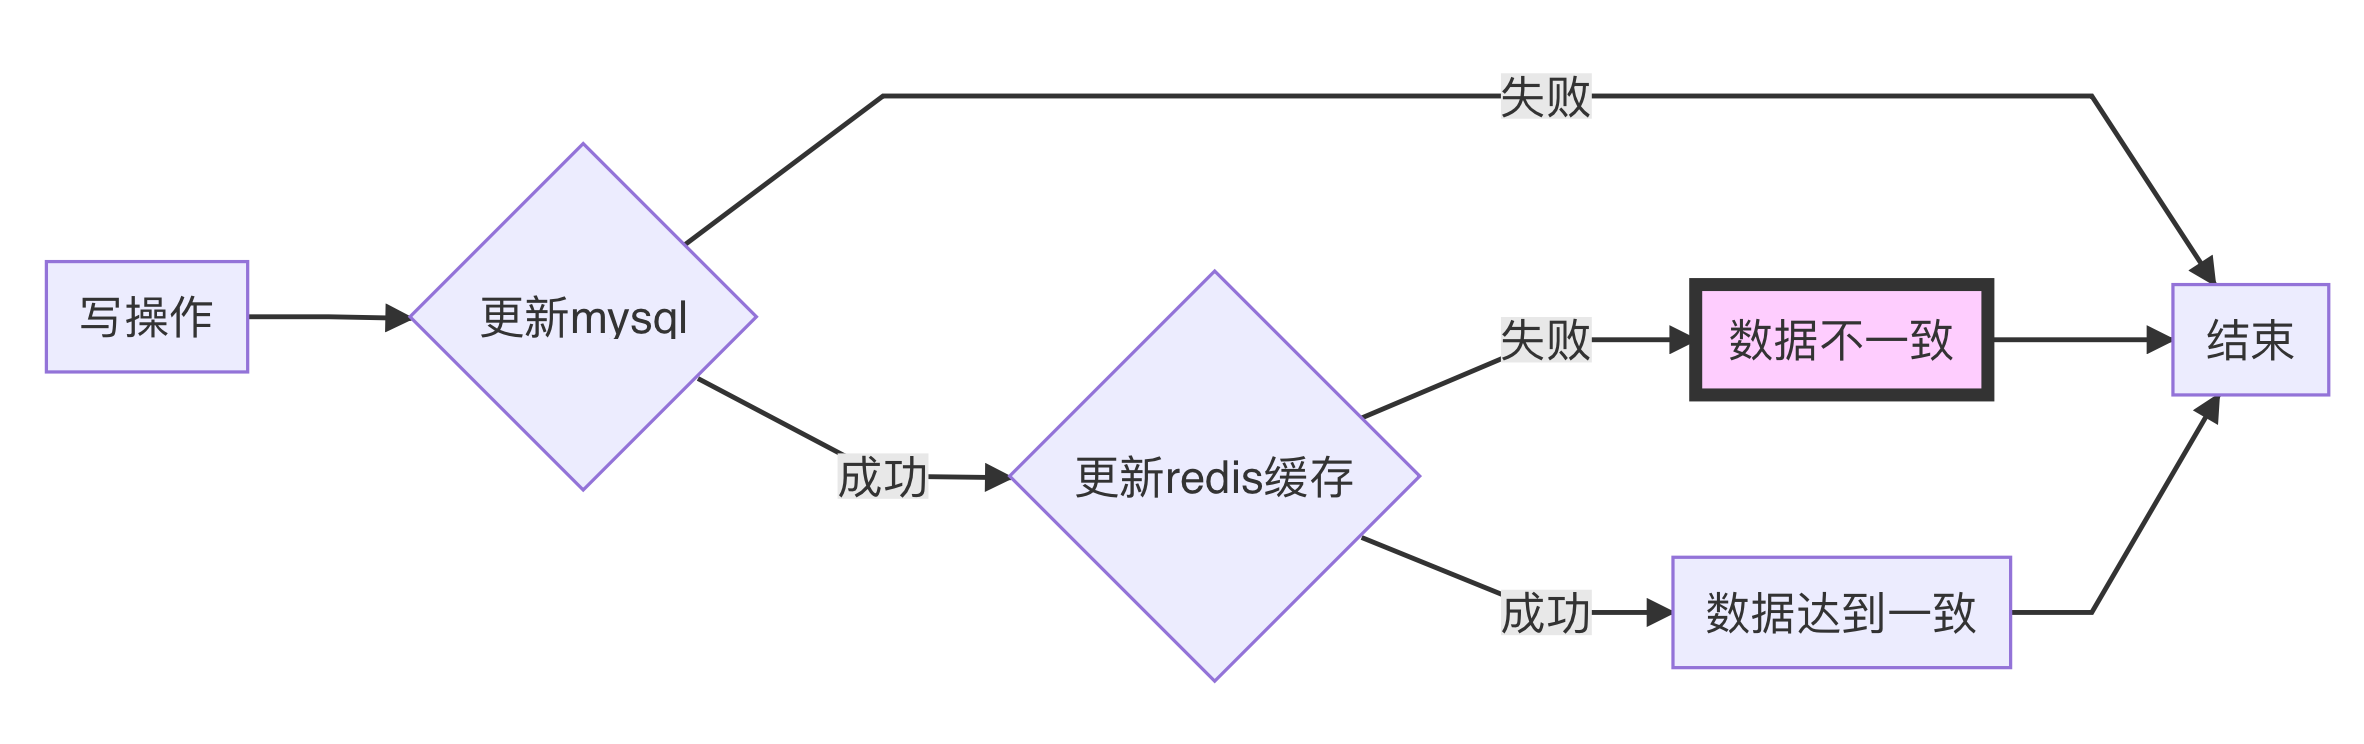 写操作
更新mysql
失败
成功
更新redis缓存
失败
数据不一致
成功
数据达到一致
结束